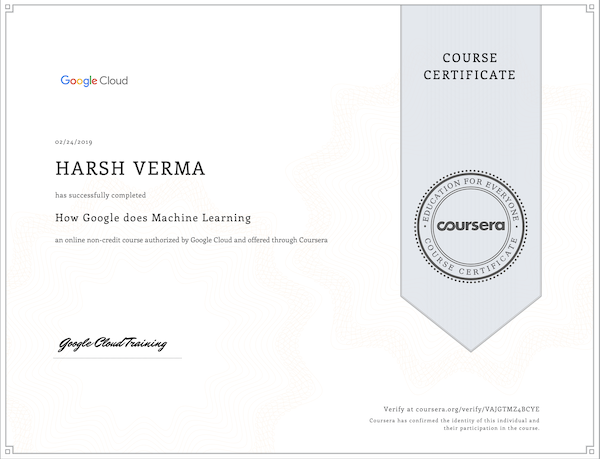 COURSE
CERTIFICATE
Google Cloud
02/24/2019
HARSH VERMA
has successfully completed
How Google does Machine Learning
an online non-credit course authorized by Google Cloud and offered through Coursera
EDUCATION FOR EVERYONE
coursera
COURSE CERTIFICATE
Google Cloud Training
Verify at coursera.org/verify/VAJGTMZ4BCYE
Coursera has confirmed the identity of this individual and
their participation in the course.